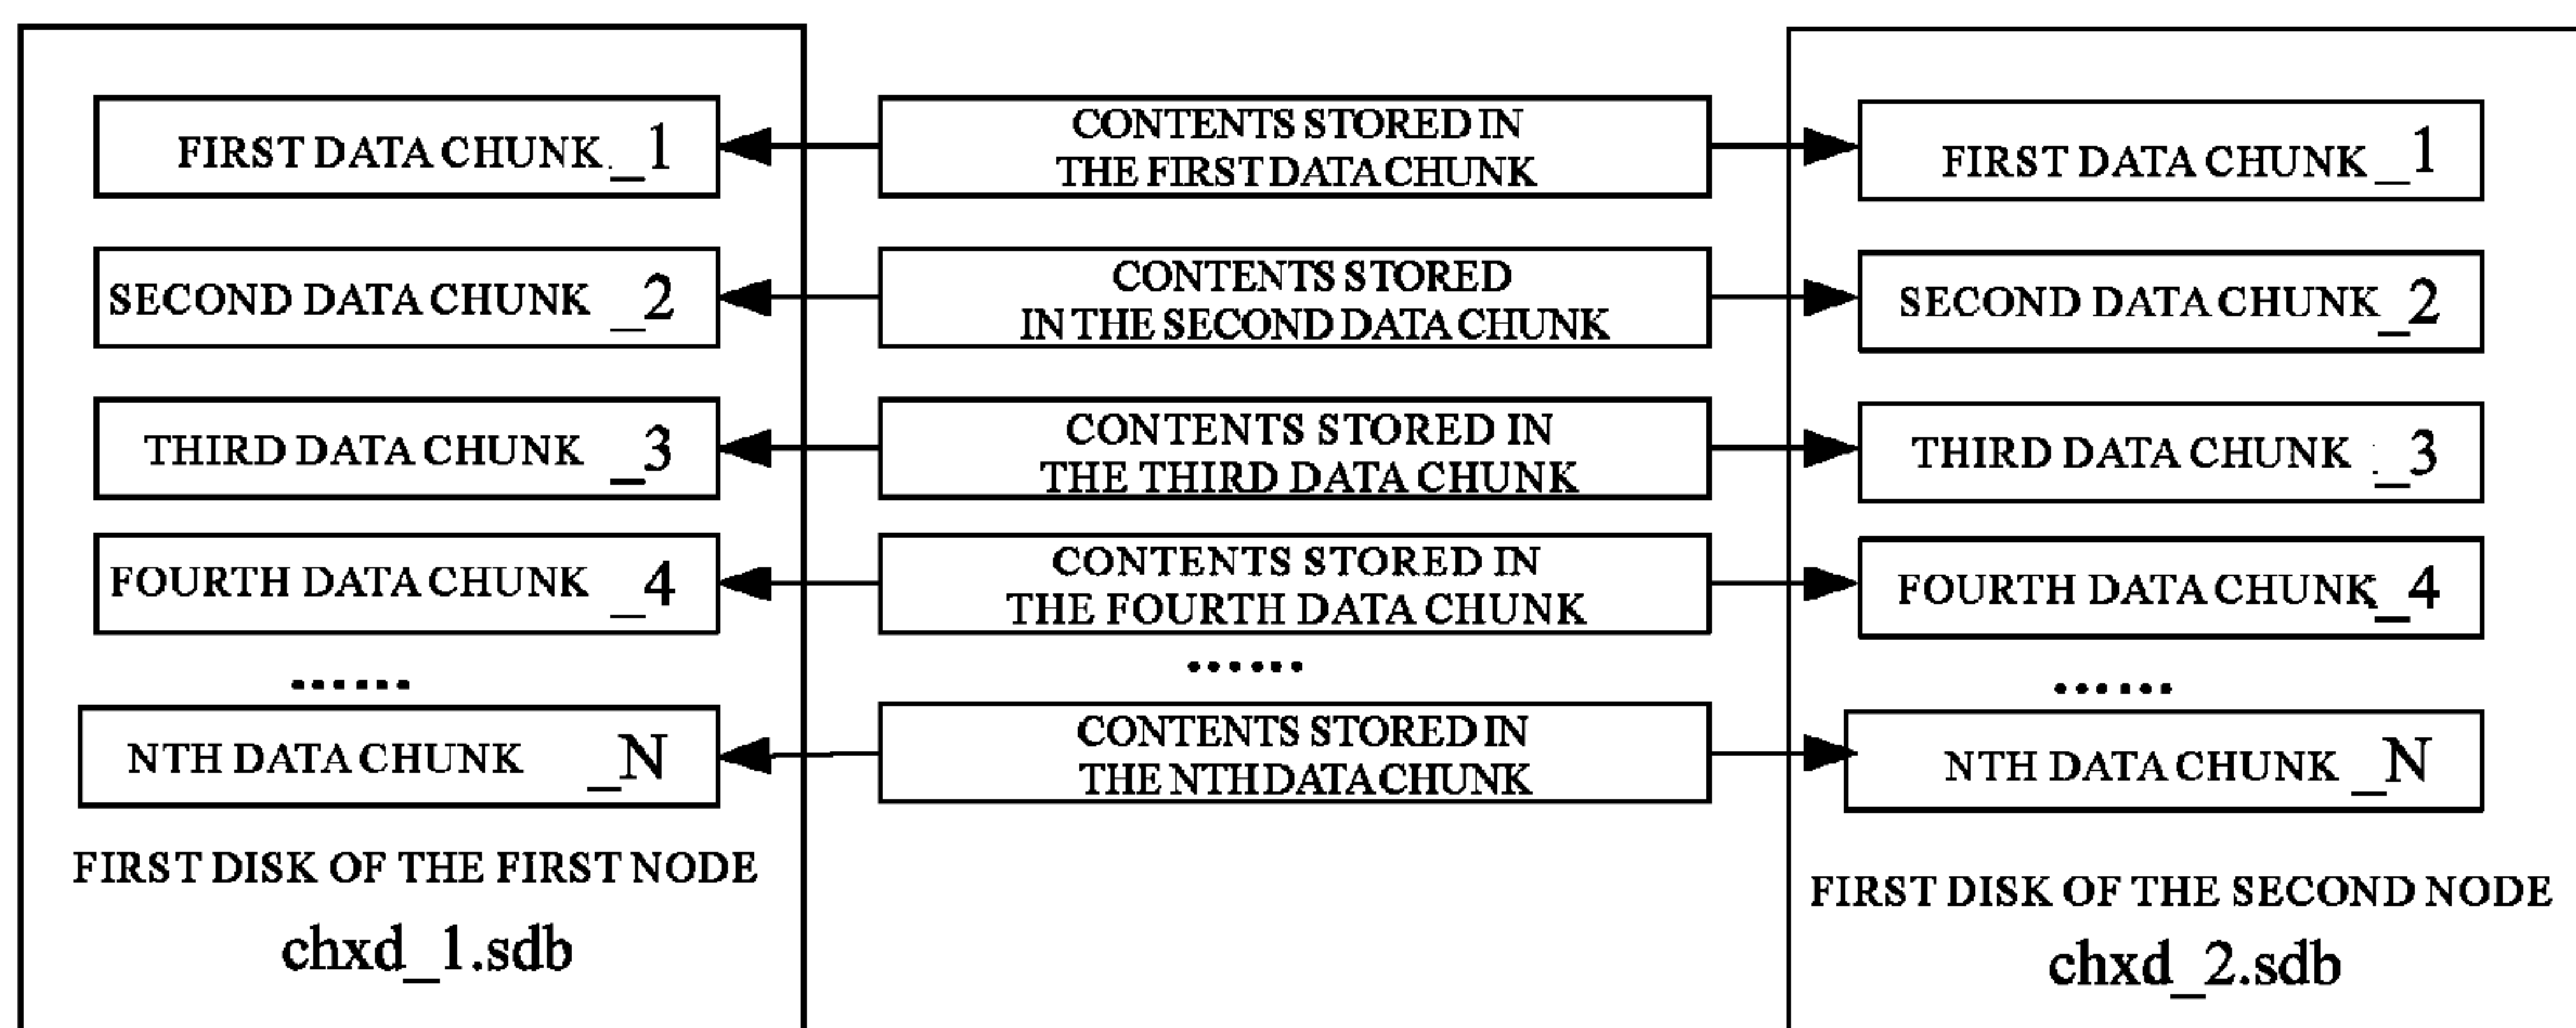 FIRST DATA CHUNK _1
CONTENTS STORED IN
THE FIRST DATA CHUNK
FIRST DATA CHUNK _1
SECOND DATA CHUNK _2
CONTENTS STORED
IN THE SECOND DATA CHUNK
SECOND DATA CHUNK _2
THIRD DATA CHUNK _3
CONTENTS STORED IN
THE THIRD DATA CHUNK
THIRD DATA CHUNK _3
FOURTH DATA CHUNK _4
CONTENTS STORED IN
THE FOURTH DATA CHUNK
FOURTH DATA CHUNK _4
......
......
......
NTH DATA CHUNK _N
CONTENTS STORED IN
THE NTH DATA CHUNK
NTH DATA CHUNK _N
FIRST DISK OF THE FIRST NODE
chxd_1.sdb
FIRST DISK OF THE SECOND NODE
chxd_2.sdb